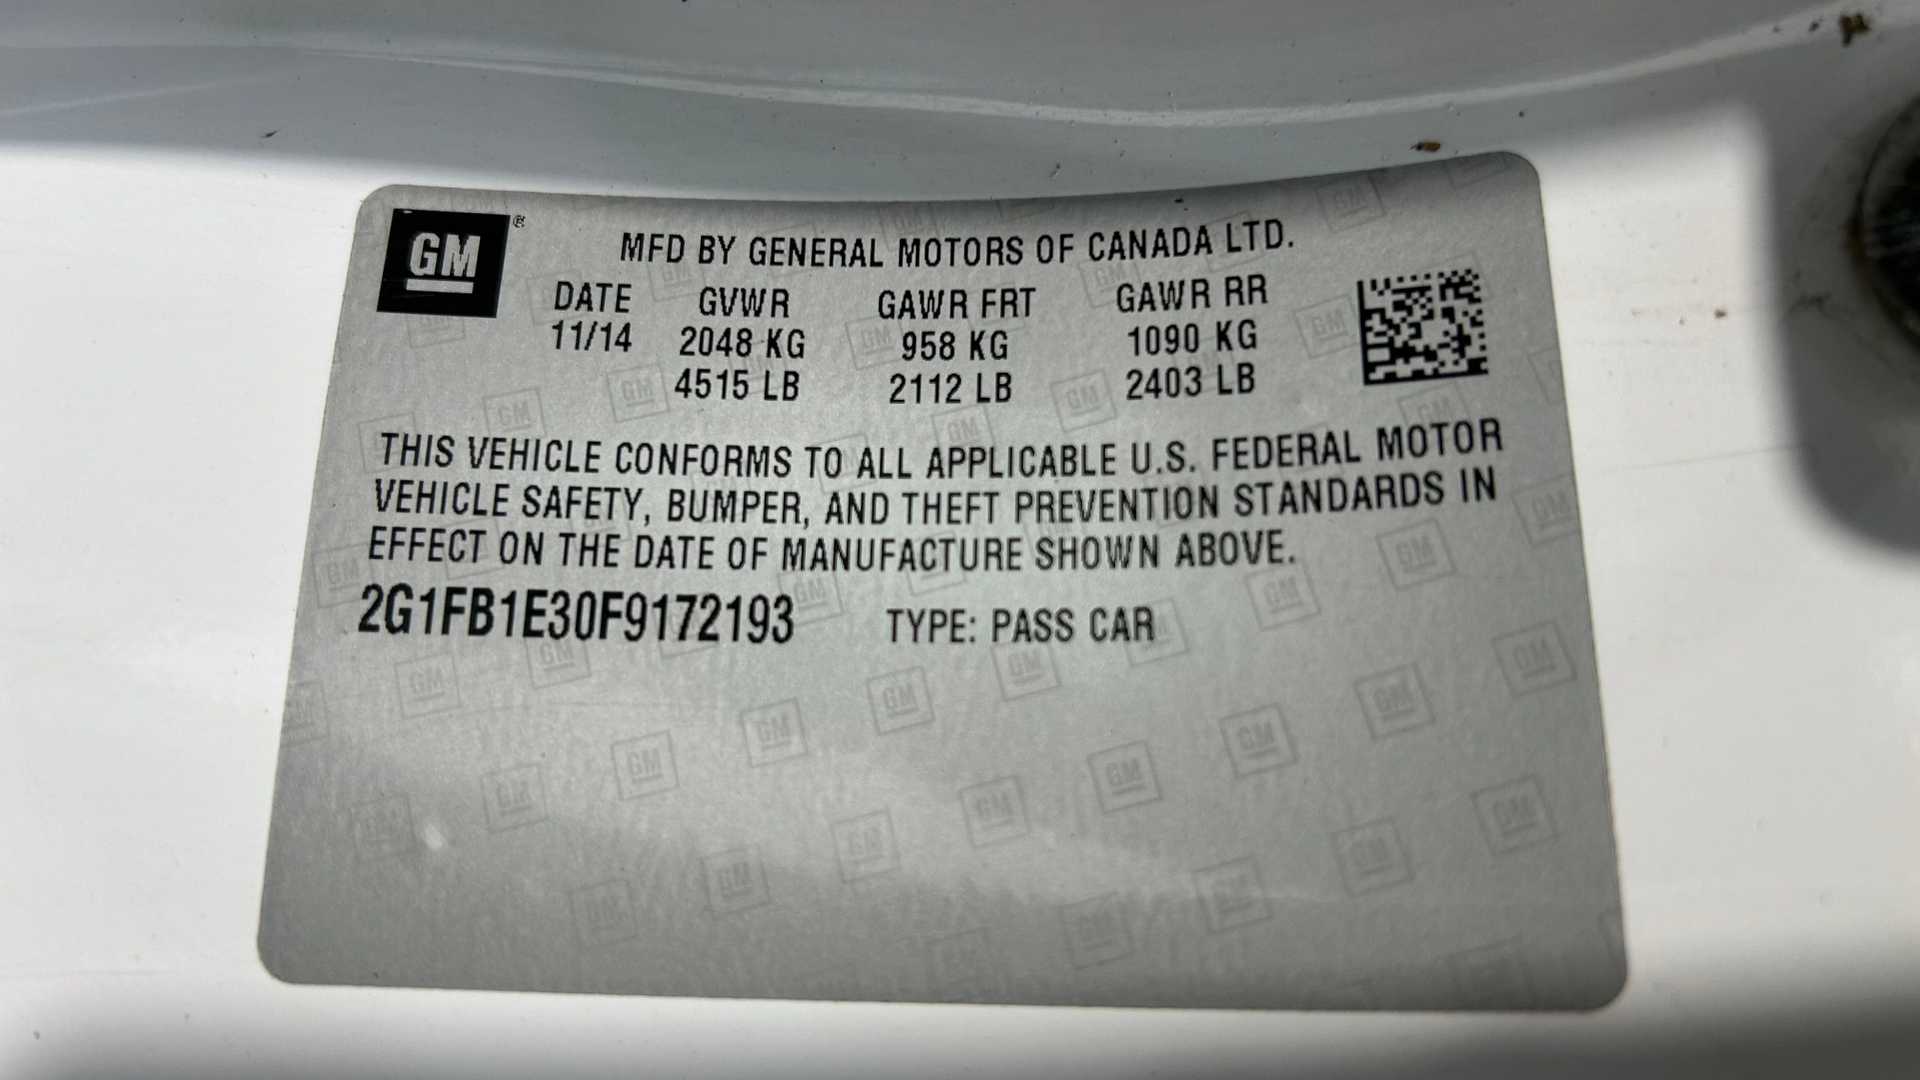 GM ®
MFD BY GENERAL MOTORS OF CANADA LTD.
DATE GVWR GAWR FRT GAWR RR
11/14 2048 KG 958 KG 1090 KG
4515 LB 2112 LB 2403 LB
THIS VEHICLE CONFORMS TO ALL APPLICABLE U.S. FEDERAL MOTOR
VEHICLE SAFETY, BUMPER, AND THEFT PREVENTION STANDARDS IN
EFFECT ON THE DATE OF MANUFACTURE SHOWN ABOVE.
2G1FB1E30F9172193 TYPE: PASS CAR